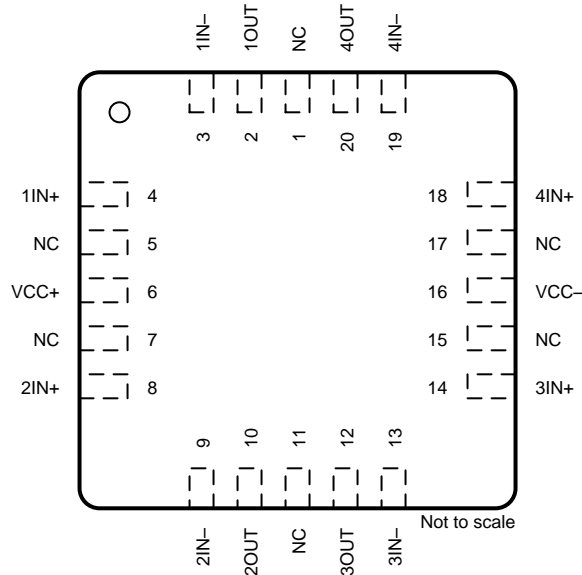 1IN–
1OUT
NC
4OUT
4IN–
3
2
1
20
19
1IN+
4
18
4IN+
NC
5
17
NC
VCC+
6
16
VCC–
NC
7
15
NC
2IN+
8
14
3IN+
9
10
11
12
13
2IN–
2OUT
NC
3OUT
3IN–
Not to scale